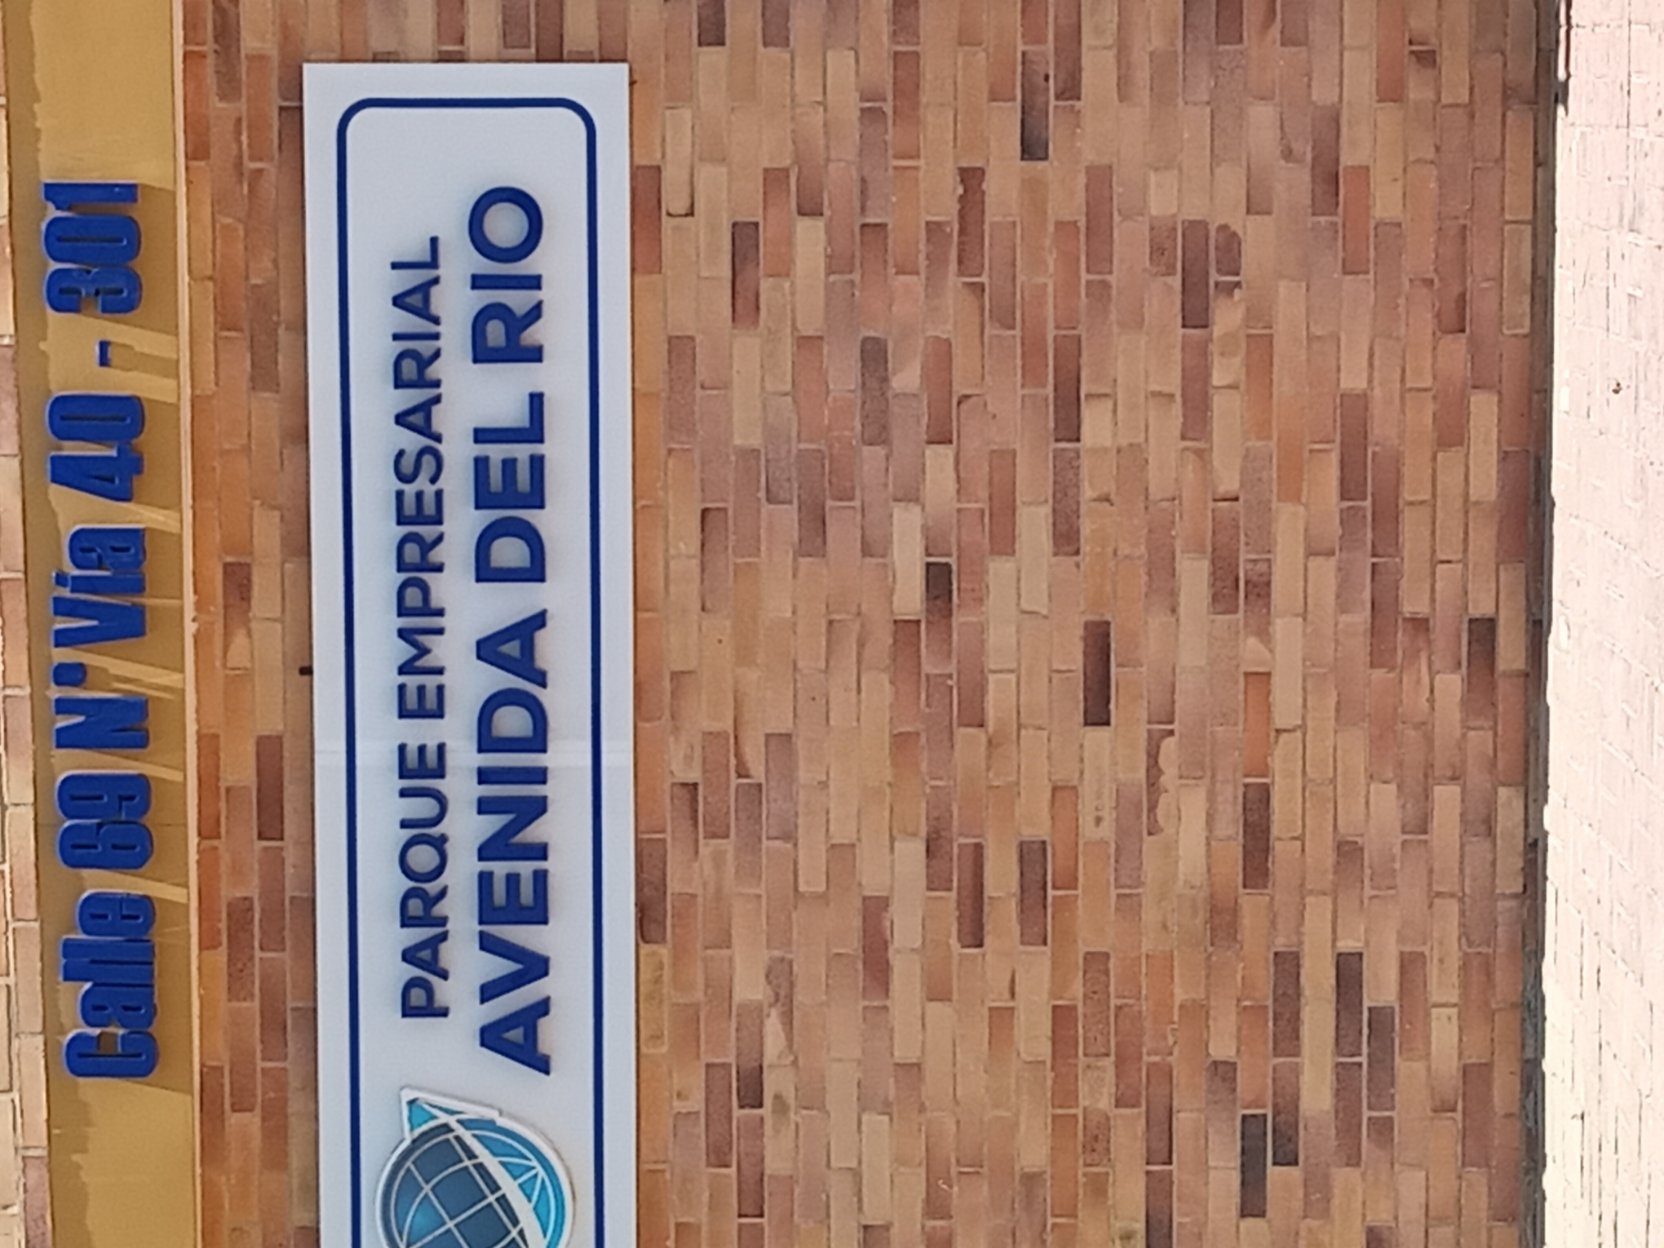 Calle 69 N° Vía 40 - 301
PARQUE EMPRESARIAL
AVENIDA DEL RIO